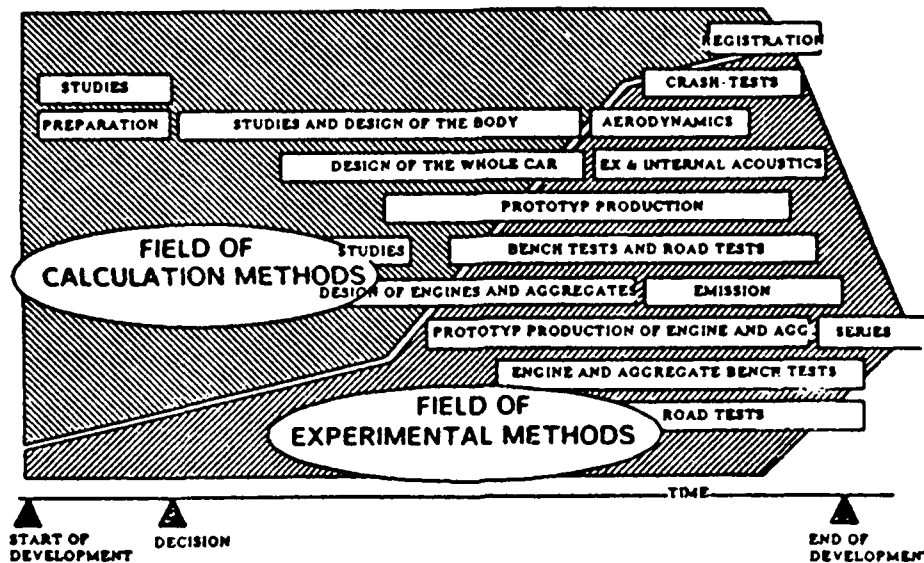 REGISTRATION
STUDIES
CRASH-TESTS
PREPARATION
STUDIES AND DESIGN OF THE BODY
AERODYNAMICS
DESIGN OF THE WHOLE CAR
EX & INTERNAL ACOUSTICS
PROTOTYP PRODUCTION
FIELD OF
CALCULATION METHODS
STUDIES
BENCH TESTS AND ROAD TESTS
DESIGN OF ENGINES AND AGGREGATES
EMISSION
PROTOTYP PRODUCTION OF ENGINE AND AGG
SERIES
ENGINE AND AGGREGATE BENCH TESTS
FIELD OF
EXPERIMENTAL METHODS
ROAD TESTS
TIME
START OF
DEVELOPMENT
DECISION
END OF
DEVELOPMENT